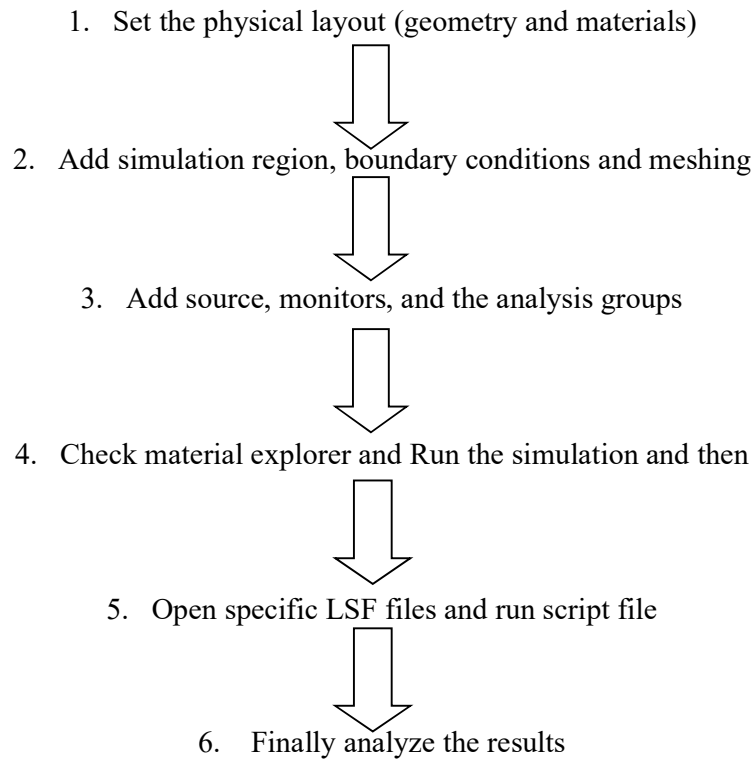 1. Set the physical layout (geometry and materials)
2. Add simulation region, boundary conditions and meshing
3. Add source, monitors, and the analysis groups
4. Check material explorer and Run the simulation and then
5. Open specific LSF files and run script file
6. Finally analyze the results